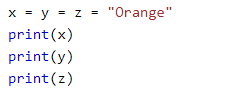 x = y = z = "Orange"
print(x)
print(y)
print(z)